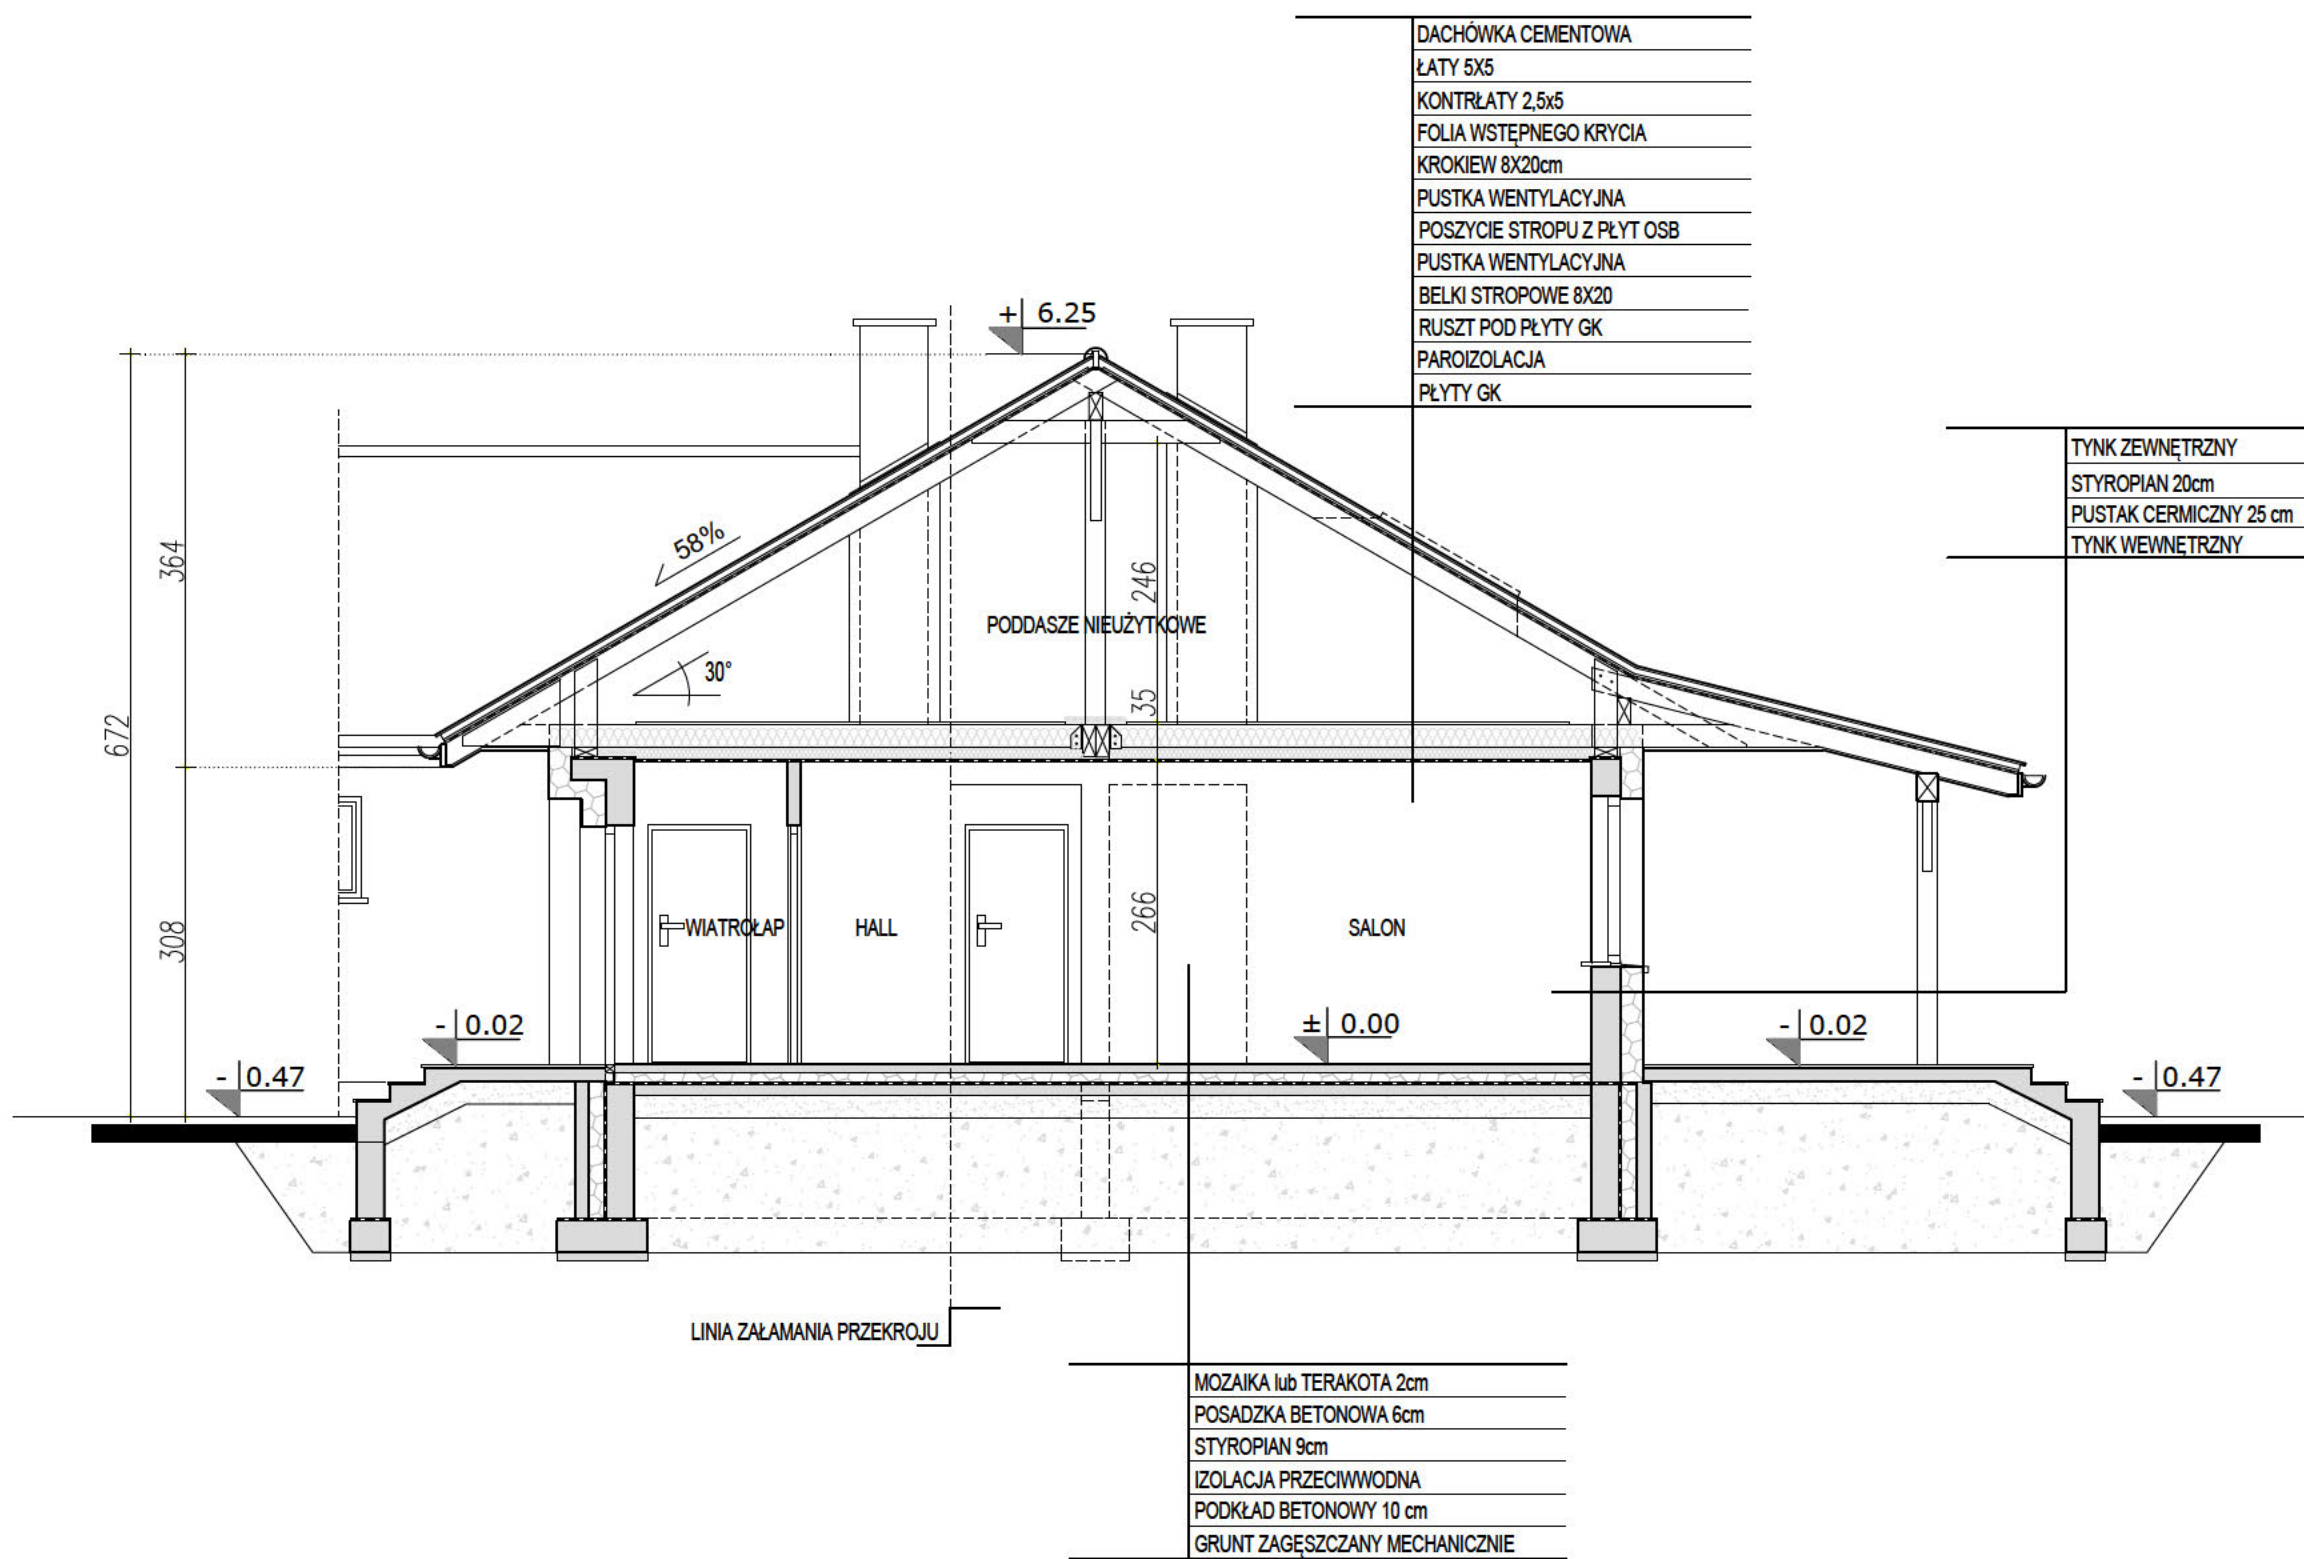 DACHÓWKA CEMENTOWA
ŁATY 5X5
KONTRŁATY 2,5x5
FOLIA WSTĘPNEGO KRYCIA
KROKIEW 8X20cm
PUSTKA WENTYLACYJNA
POSZYCIE STROPU Z PŁYT OSB
PUSTKA WENTYLACYJNA
BELKI STROPOWE 8X20
RUSZT POD PŁYTY GK
PAROIZOLACJA
PŁYTY GK
TYNK ZEWNĘTRZNY
STYROPIAN 20cm
PUSTAK CERMICZNY 25 cm
TYNK WEWNĘTRZNY
+ 6.25
58%
30°
364
672
308
246
35
266
PODDASZE NIEUŻYTKOWE
WIATROŁAP
HALL
SALON
- 0.47
- 0.02
± 0.00
- 0.02
- 0.47
LINIA ZAŁAMANIA PRZEKROJU
MOZAIKA lub TERAKOTA 2cm
POSADZKA BETONOWA 6cm
STYROPIAN 9cm
IZOLACJA PRZECIWWODNA
PODKŁAD BETONOWY 10 cm
GRUNT ZAGĘSZCZANY MECHANICZNIE